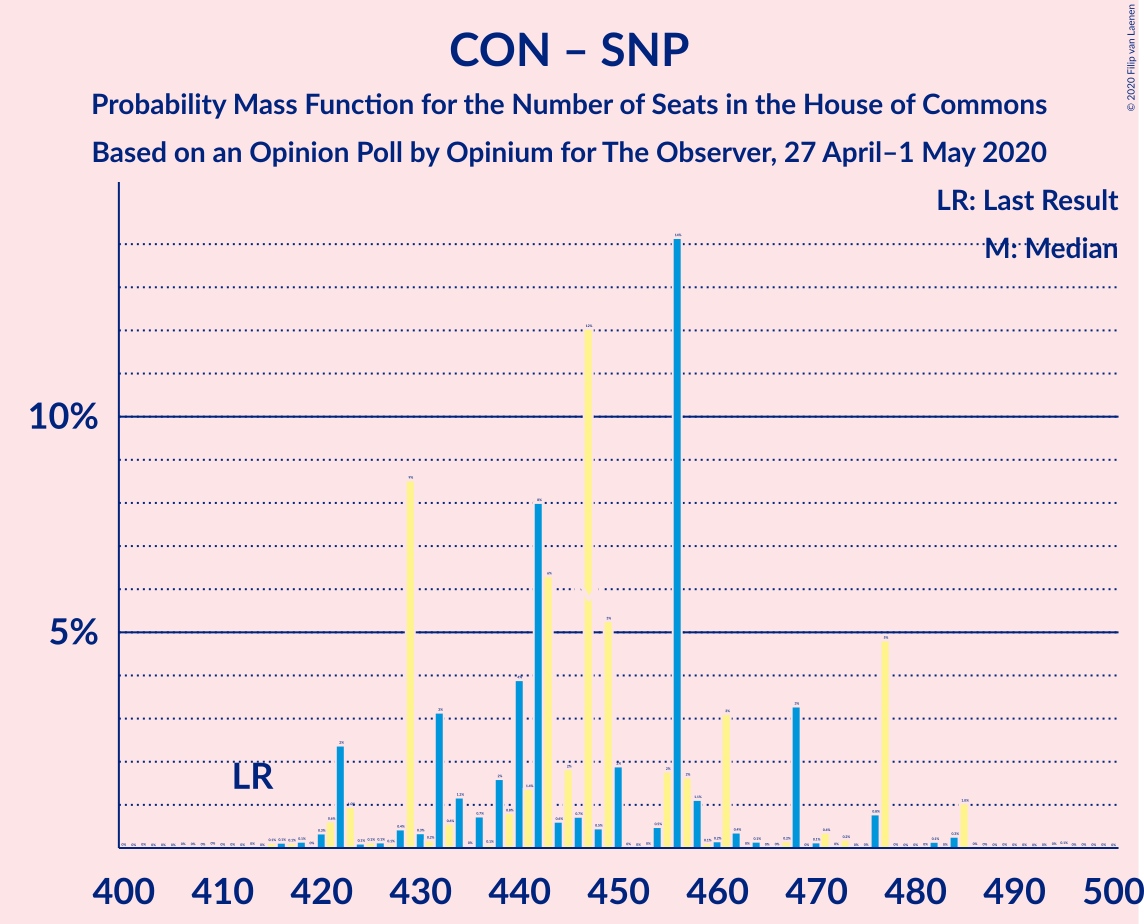 CON – SNP
Probability Mass Function for the Number of Seats in the House of Commons
Based on an Opinion Poll by Opinium for The Observer, 27 April–1 May 2020
© 2020 Filip van Laenen
LR: Last Result
M: Median
10%
5%
LR
400 410 420 430 440 450 460 470 480 490 500